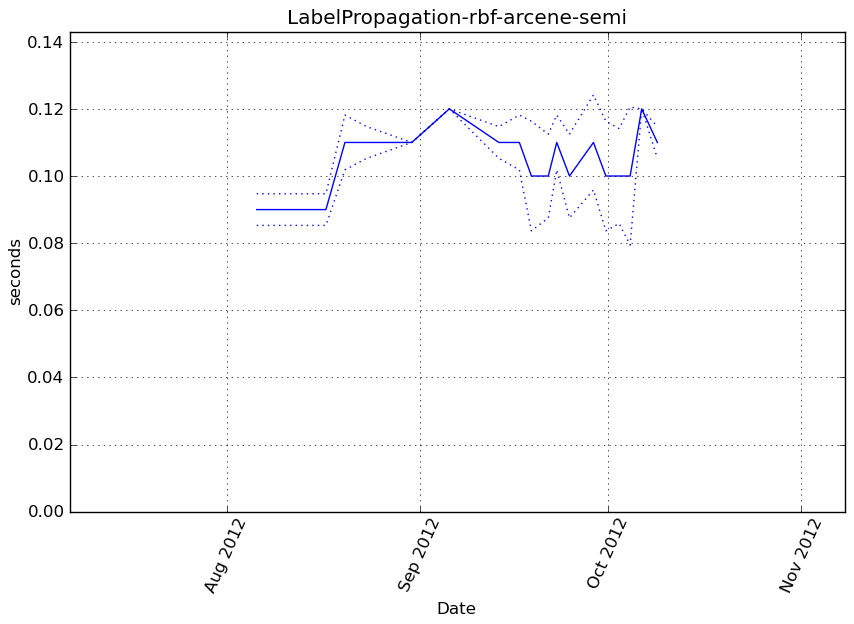 LabelPropagation-rbf-arcene-semi
0.14
0.12
0.10
0.08
0.06
0.04
0.02
0.00
seconds
Aug 2012
Sep 2012
Oct 2012
Nov 2012
Date